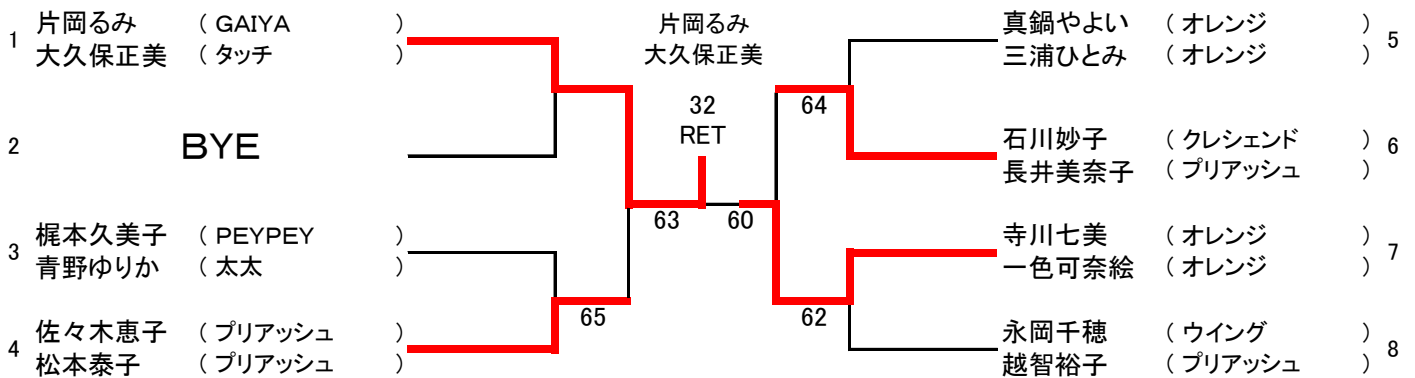 1 片岡るみ ( GAIYA )
大久保正美 ( タッチ )
2 BYE
3 梶本久美子 ( PEYPEY )
青野ゆりか ( 太太 )
4 佐々木恵子 ( プリアッシュ )
松本泰子 ( プリアッシュ )
65
63
片岡るみ
大久保正美
32
RET
60
64
62
真鍋やよい ( オレンジ ) 5
三浦ひとみ ( オレンジ )
石川妙子 ( クレシェンド ) 6
長井美奈子 ( プリアッシュ )
寺川七美 ( オレンジ ) 7
一色可奈絵 ( オレンジ )
永岡千穂 ( ウイング ) 8
越智裕子 ( プリアッシュ )